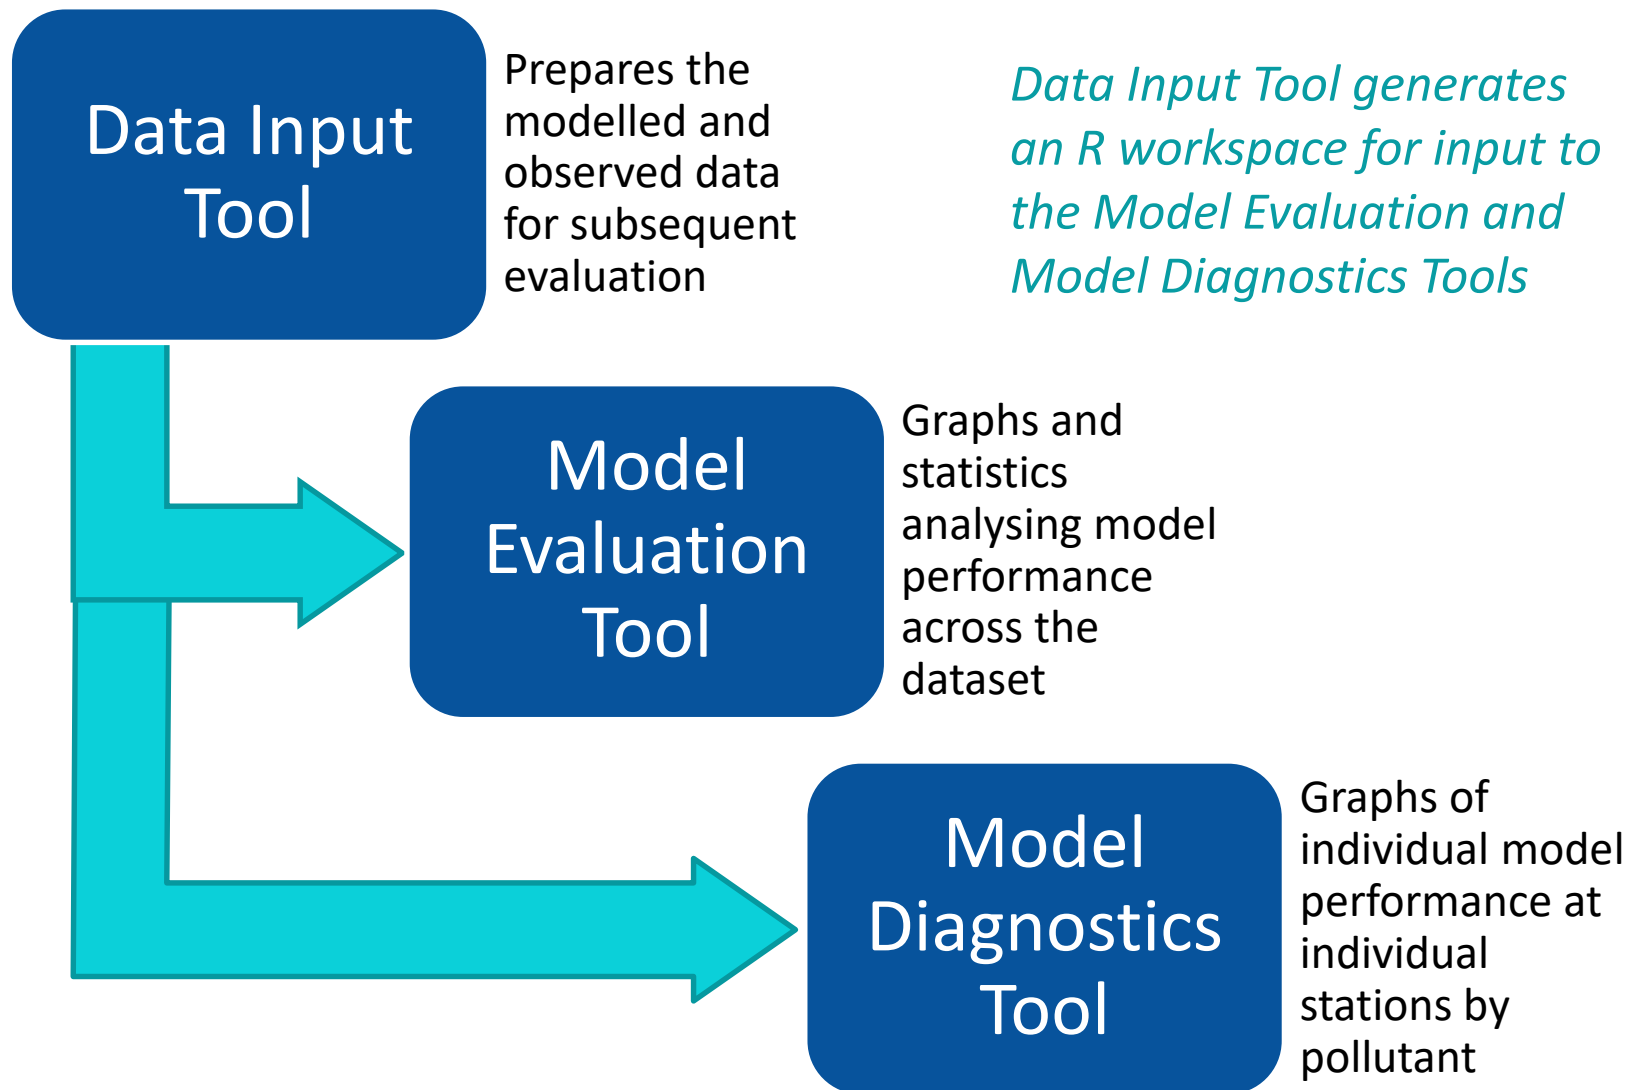 Data Input
Tool
Prepares the
modelled and
observed data
for subsequent
evaluation
Data Input Tool generates
an R workspace for input to
the Model Evaluation and
Model Diagnostics Tools
Model
Evaluation
Tool
Graphs and
statistics
analysing model
performance
across the
dataset
Model
Diagnostics
Tool
Graphs of
individual model
performance at
individual
stations by
pollutant